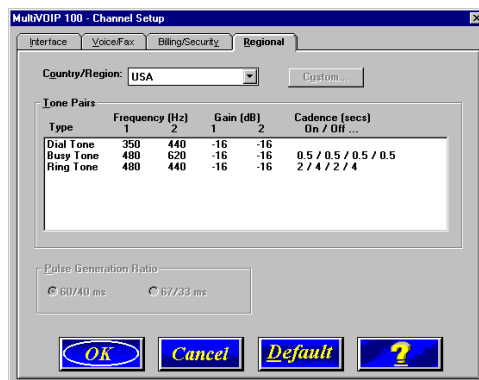 MultiVOIP 100 - Channel Setup
Interface Voice/Fax Billing/Security Regional
Country/Region: USA Custom...
Tone Pairs
Frequency (Hz) Gain (dB) Cadence (secs)
Type 1 2 1 2 On / Off ...
Dial Tone 350 440 -16 -16
Busy Tone 480 620 -16 -16 0.5 / 0.5 / 0.5 / 0.5
Ring Tone 480 440 -16 -16 2 / 4 / 2 / 4
Pulse Generation Ratio
60/40 ms 67/33 ms
OK Cancel Default ?